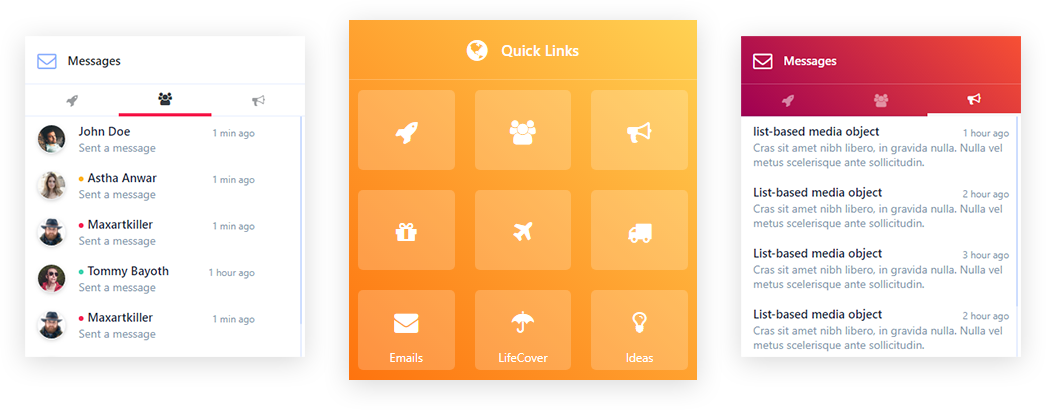 Messages
John Doe 1 min ago
Sent a message
Astha Anwar 1 min ago
Sent a message
Maxartkiller 1 min ago
Sent a message
Tommy Bayoth 1 hour ago
Sent a message
Maxartkiller 1 min ago
Sent a message
Quick Links
Emails LifeCover Ideas
Messages
list-based media object 1 hour ago
Cras sit amet nibh libero, in gravida nulla. Nulla vel
metus scelerisque ante sollicitudin.
List-based media object 2 hour ago
Cras sit amet nibh libero, in gravida nulla. Nulla vel
metus scelerisque ante sollicitudin.
List-based media object 3 hour ago
Cras sit amet nibh libero, in gravida nulla. Nulla vel
metus scelerisque ante sollicitudin.
List-based media object 2 hour ago
Cras sit amet nibh libero, in gravida nulla. Nulla vel
metus scelerisque ante sollicitudin.